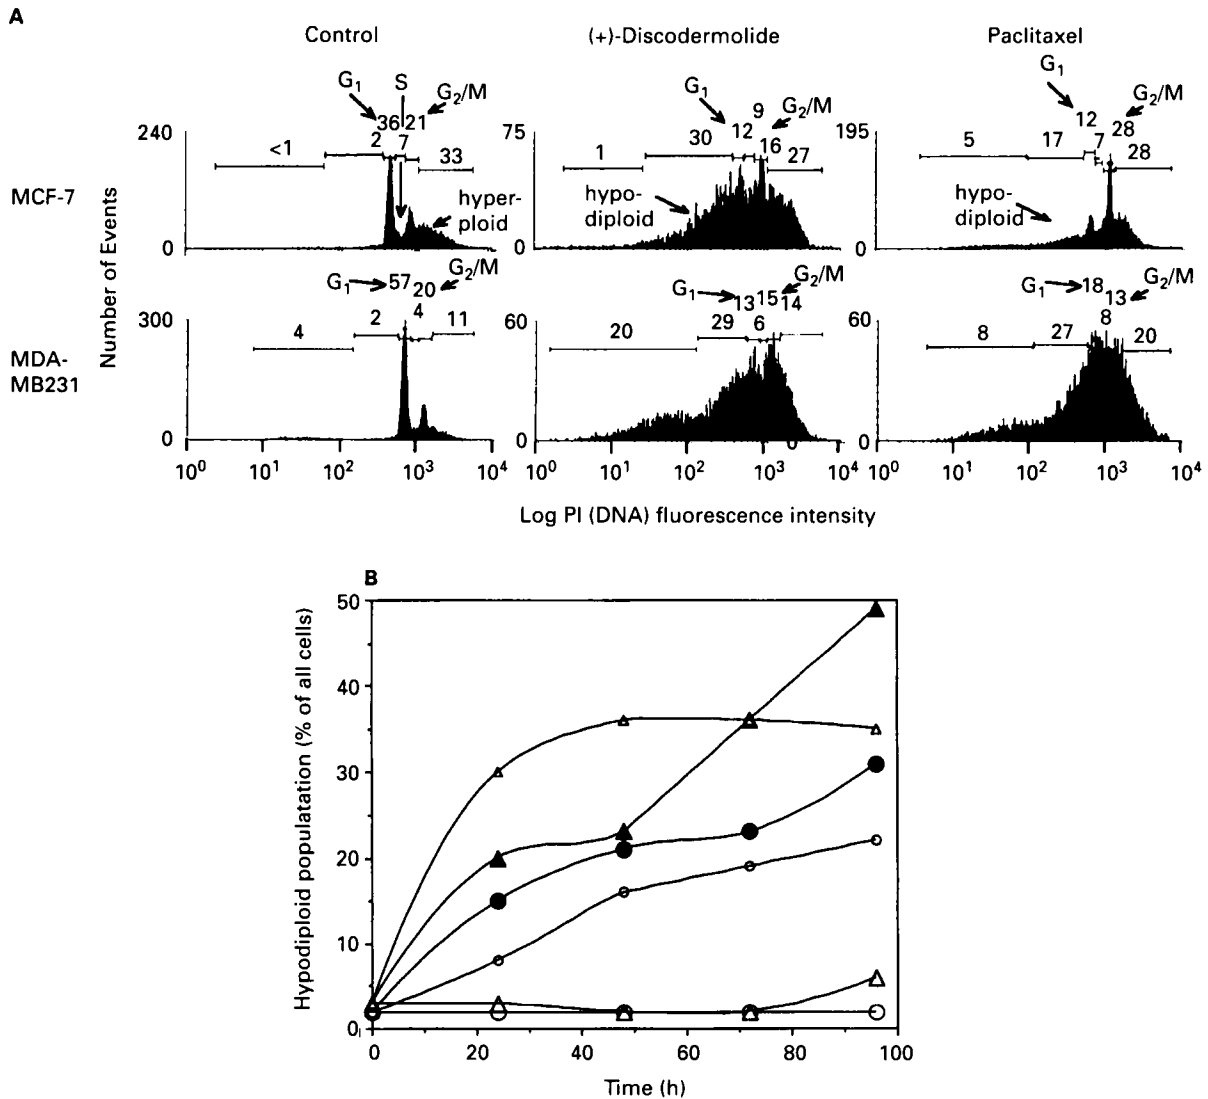 A
Control
(+)-Discodermolide
Paclitaxel
G1 S G2/M
36 21
2 7
<1 33
240
0
hyper-
ploid
MCF-7
G1 9 G2/M
12 16
30
1 27
75
0
hypo-
diploid
G1
12 28 G2/M
17 7
5 28
195
0
hypo-
diploid
Number of Events
G1 57 G2/M
20
4
2 11
4
300
0
MDA-
MB231
G1 13 15 14 G2/M
29 6
20
60
0
0
G1 18 G2/M
13
8
27 20
8
60
0
10^0 10^1 10^2 10^3 10^4
10^0 10^1 10^2 10^3 10^4
10^0 10^1 10^2 10^3 10^4
Log PI (DNA) fluorescence intensity
B
Hypodiploid populatation (% of all cells)
50
40
30
20
10
0
0 20 40 60 80 100
Time (h)